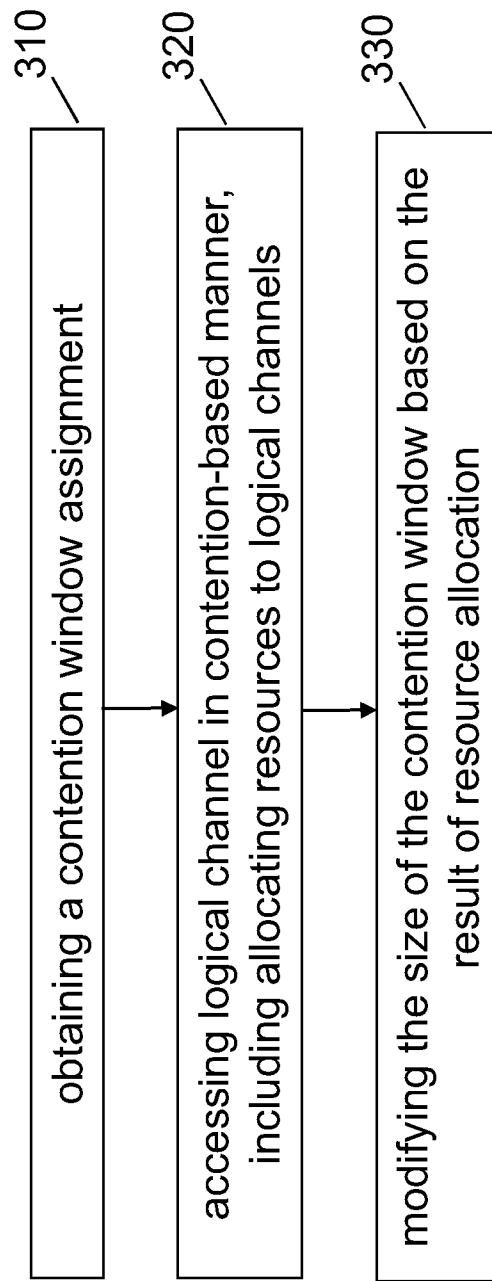 310
obtaining a contention window assignment
320
accessing logical channel in contention-based manner,
including allocating resources to logical channels
330
modifying the size of the contention window based on the
result of resource allocation